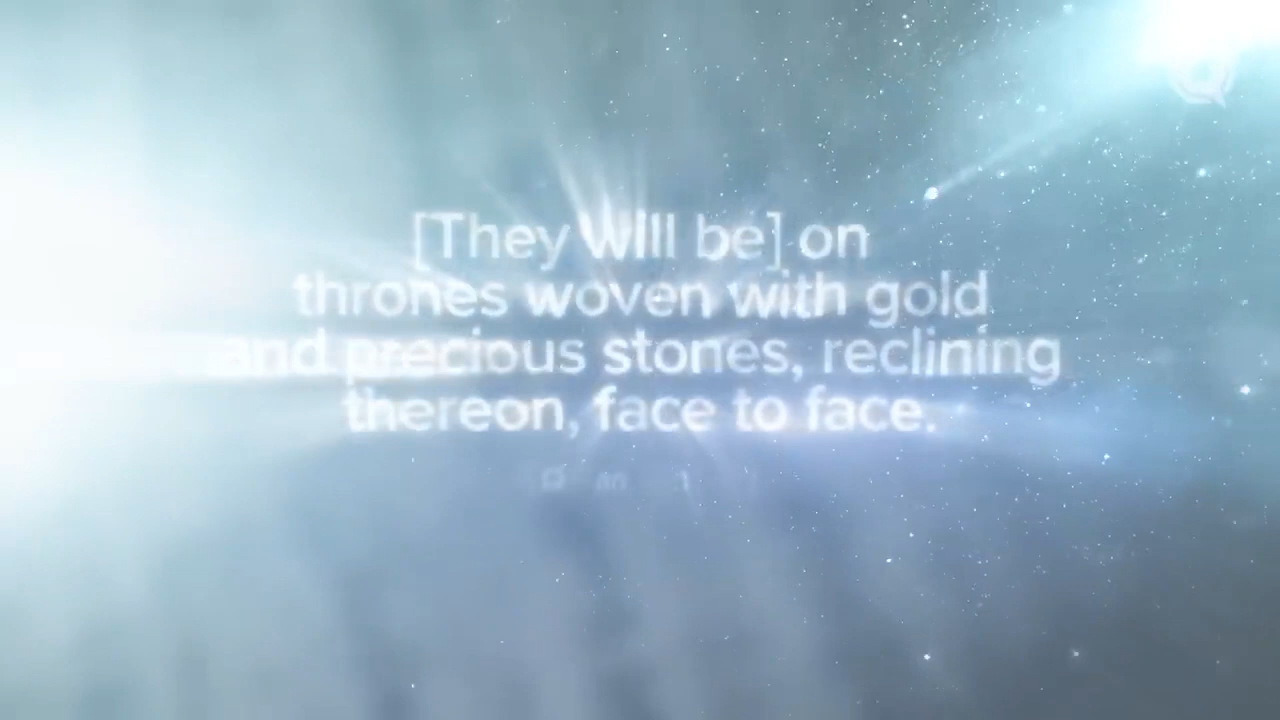 [They Will be] on
thrones woven with gold
and precious stones, reclining
thereon, face to face.